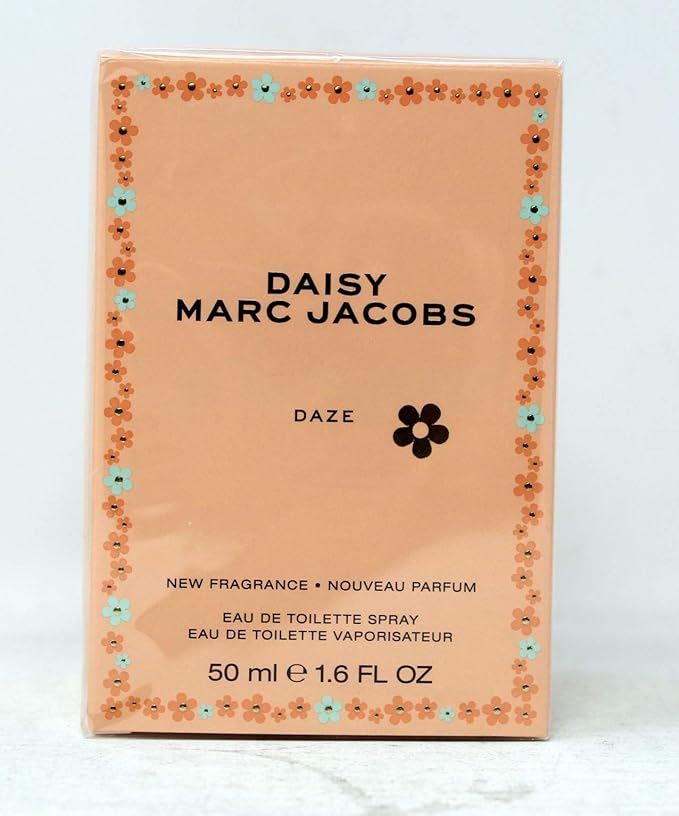 DAISY
MARC JACOBS
DAZE
NEW FRAGRANCE • NOUVEAU PARFUM
EAU DE TOILETTE SPRAY
EAU DE TOILETTE VAPORISATEUR
50 ml ℮ 1.6 FL OZ